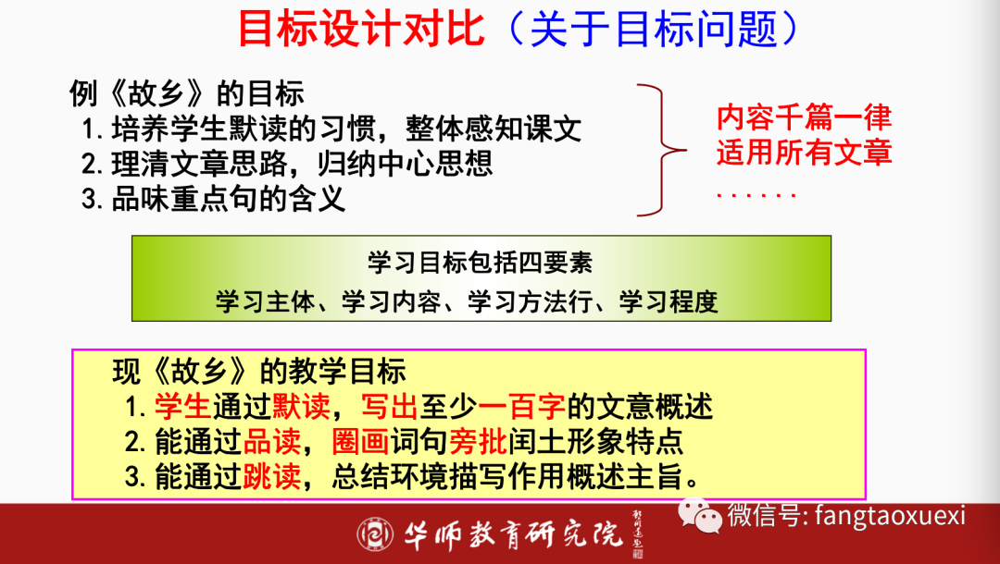 目标设计对比（关于目标问题）
例《故乡》的目标
1.培养学生默读的习惯，整体感知课文
2.理清文章思路，归纳中心思想
3.品味重点句的含义
内容千篇一律
适用所有文章
······
学习目标包括四要素
学习主体、学习内容、学习方法行、学习程度
现《故乡》的教学目标
1.学生通过默读，写出至少一百字的文意概述
2.能通过品读，圈画词句旁批闰土形象特点
3.能通过跳读，总结环境描写作用概述主旨。
华师教育研究院
微信号: fangtaoxuexi